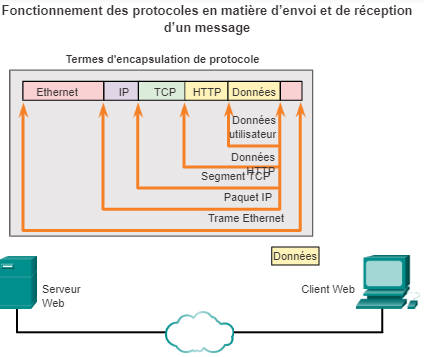 Fonctionnement des protocoles en matière d’envoi et de réception
d’un message
Termes d'encapsulation de protocole
Ethernet IP TCP HTTP Données
Données
utilisateur
Données
HTTP
Segment TCP
Paquet IP
Trame Ethernet
Données
Serveur
Web
Client Web